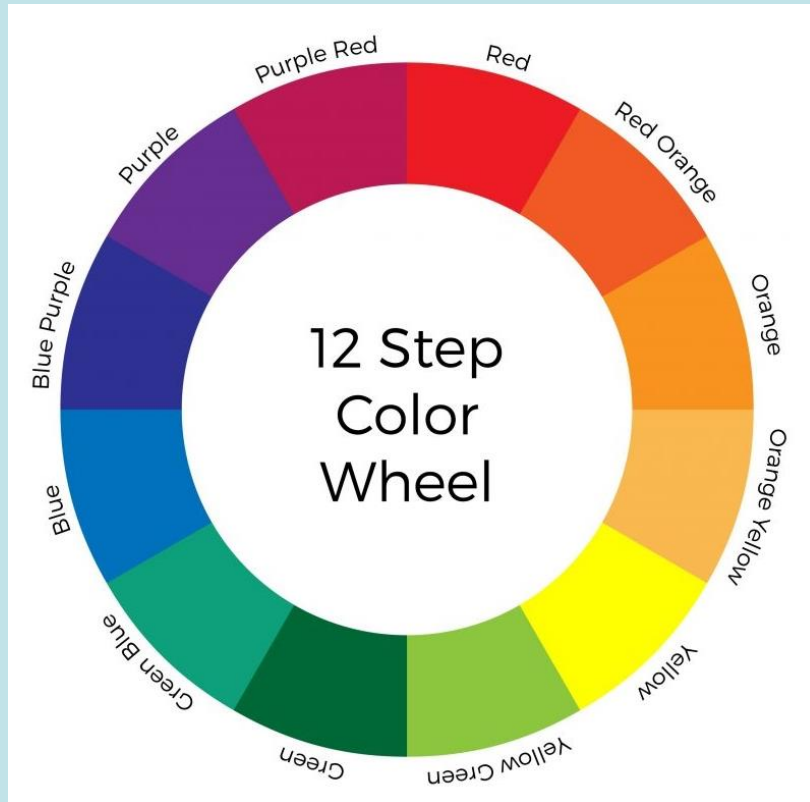 12 Step
Color
Wheel
Red
Red Orange
Orange
Orange Yellow
Yellow
Yellow Green
Green
Green Blue
Blue
Blue Purple
Purple
Purple Red